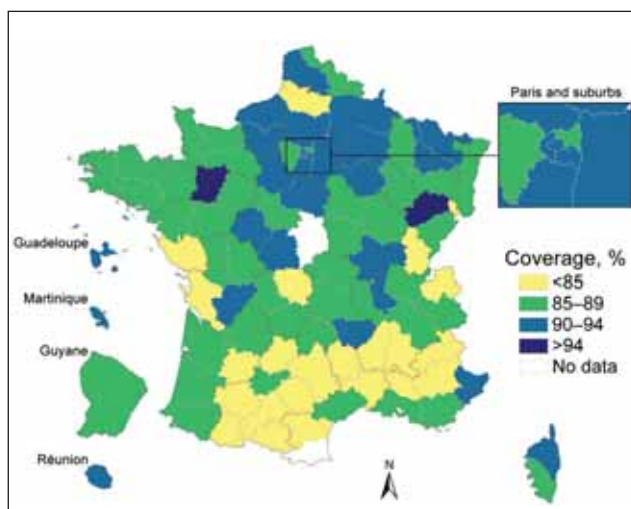 Paris and suburbs
Guadeloupe
Martinique
Guyane
Réunion
Coverage, %
<85
85–89
90–94
>94
No data
N